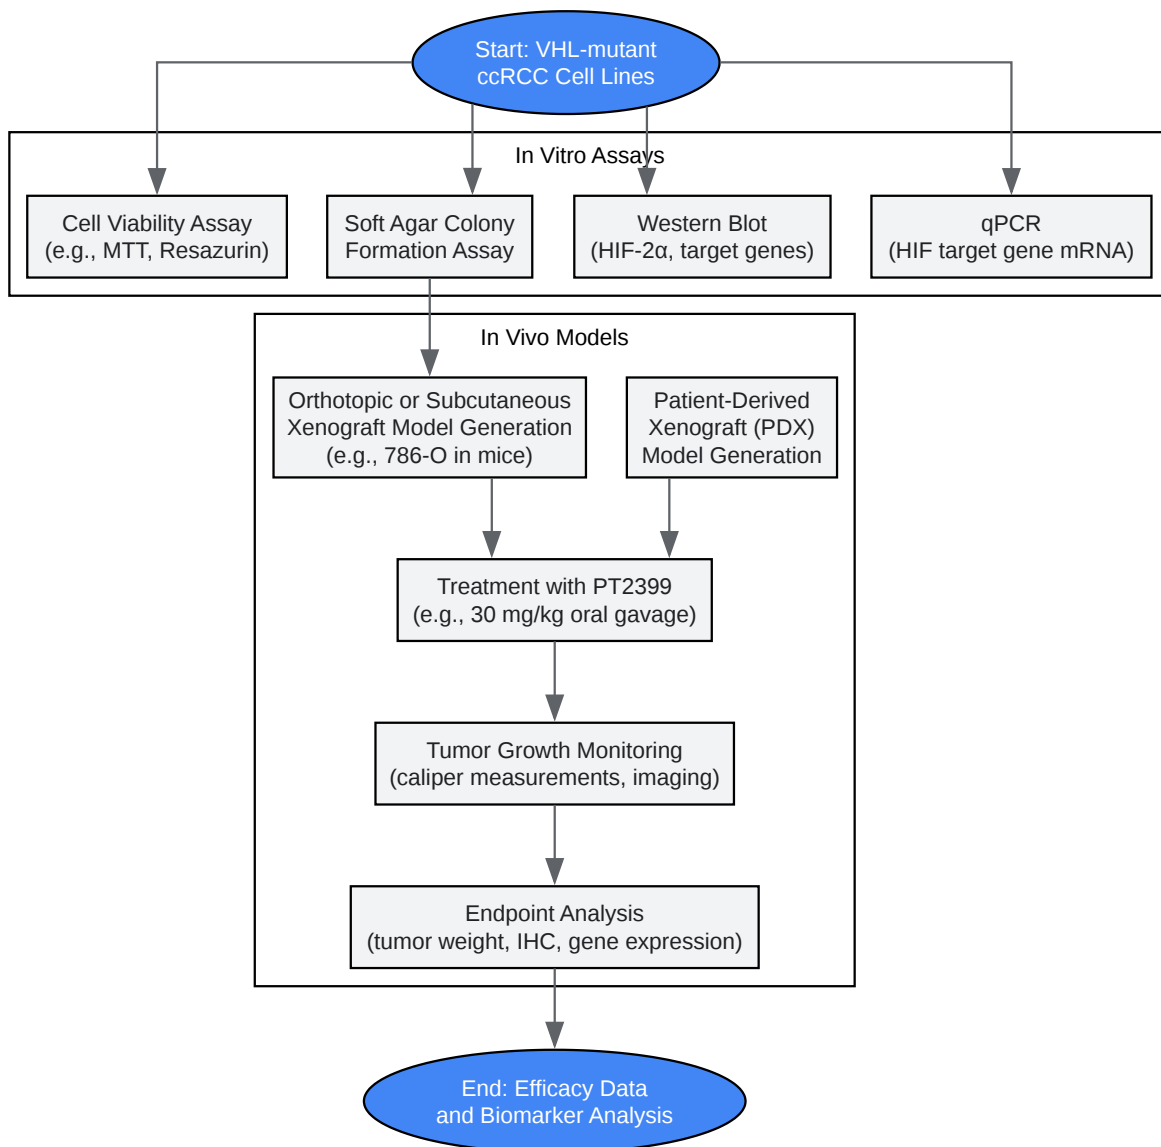 Start: VHL-mutant
ccRCC Cell Lines
In Vitro Assays
Cell Viability Assay
(e.g., MTT, Resazurin)
Soft Agar Colony
Formation Assay
Western Blot
(HIF-2α, target genes)
qPCR
(HIF target gene mRNA)
In Vivo Models
Orthotopic or Subcutaneous
Xenograft Model Generation
(e.g., 786-O in mice)
Patient-Derived
Xenograft (PDX)
Model Generation
Treatment with PT2399
(e.g., 30 mg/kg oral gavage)
Tumor Growth Monitoring
(caliper measurements, imaging)
Endpoint Analysis
(tumor weight, IHC, gene expression)
End: Efficacy Data
and Biomarker Analysis